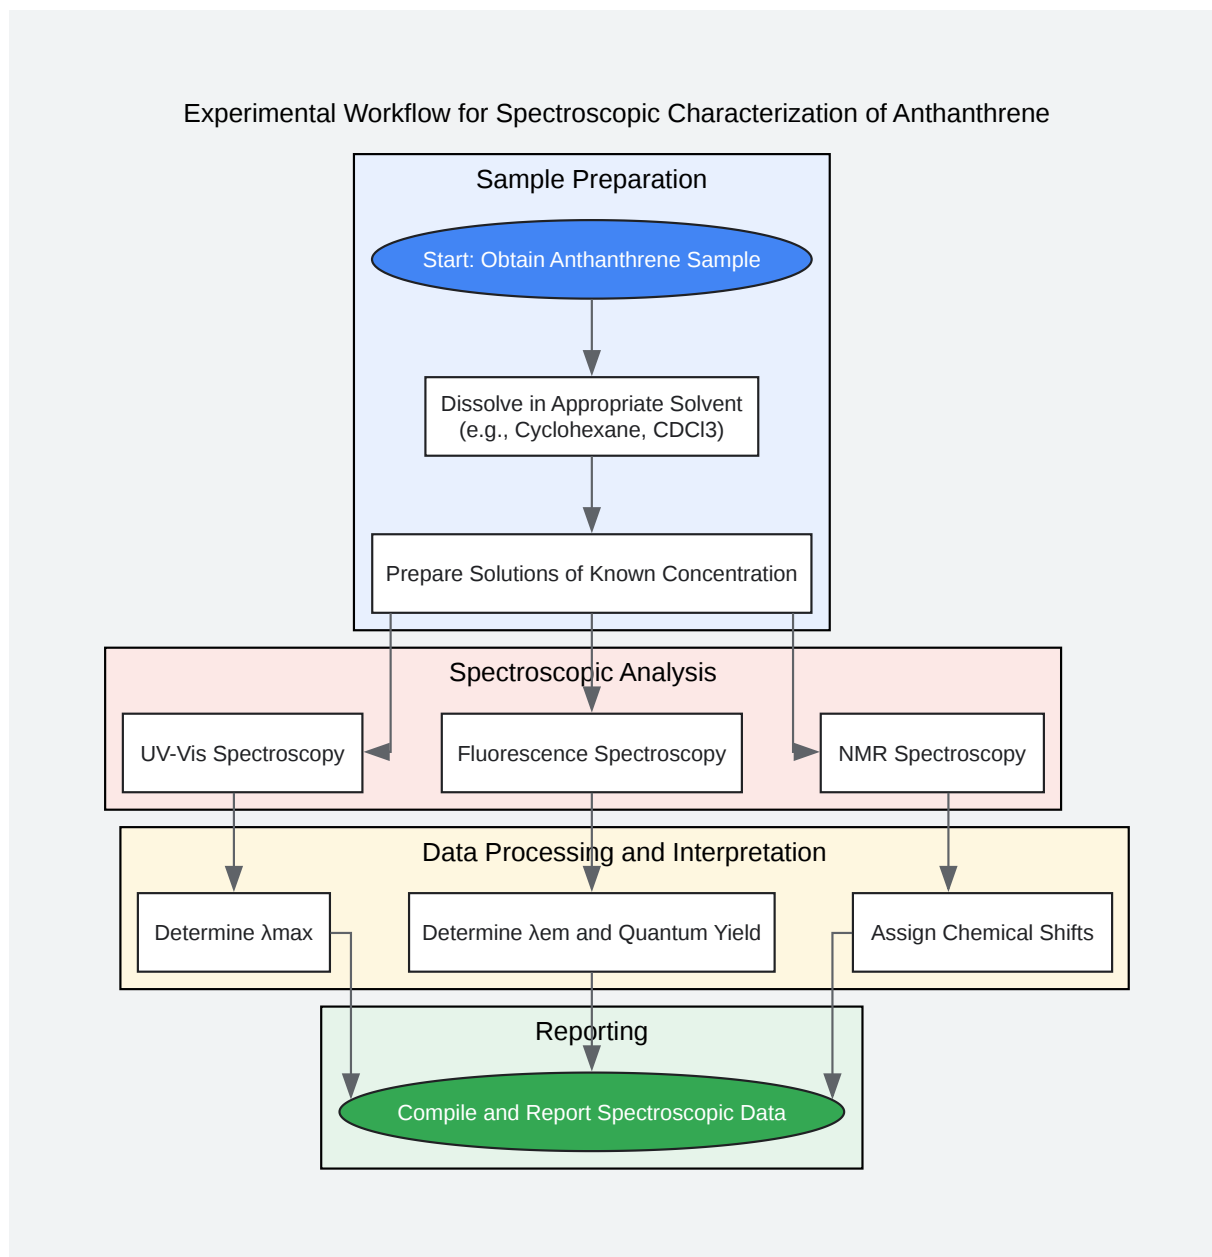 Experimental Workflow for Spectroscopic Characterization of Anthanthrene
Sample Preparation
Start: Obtain Anthanthrene Sample
Dissolve in Appropriate Solvent
(e.g., Cyclohexane, CDCl3)
Prepare Solutions of Known Concentration
Spectroscopic Analysis
UV-Vis Spectroscopy
Fluorescence Spectroscopy
NMR Spectroscopy
Data Processing and Interpretation
Determine λmax
Determine λem and Quantum Yield
Assign Chemical Shifts
Reporting
Compile and Report Spectroscopic Data